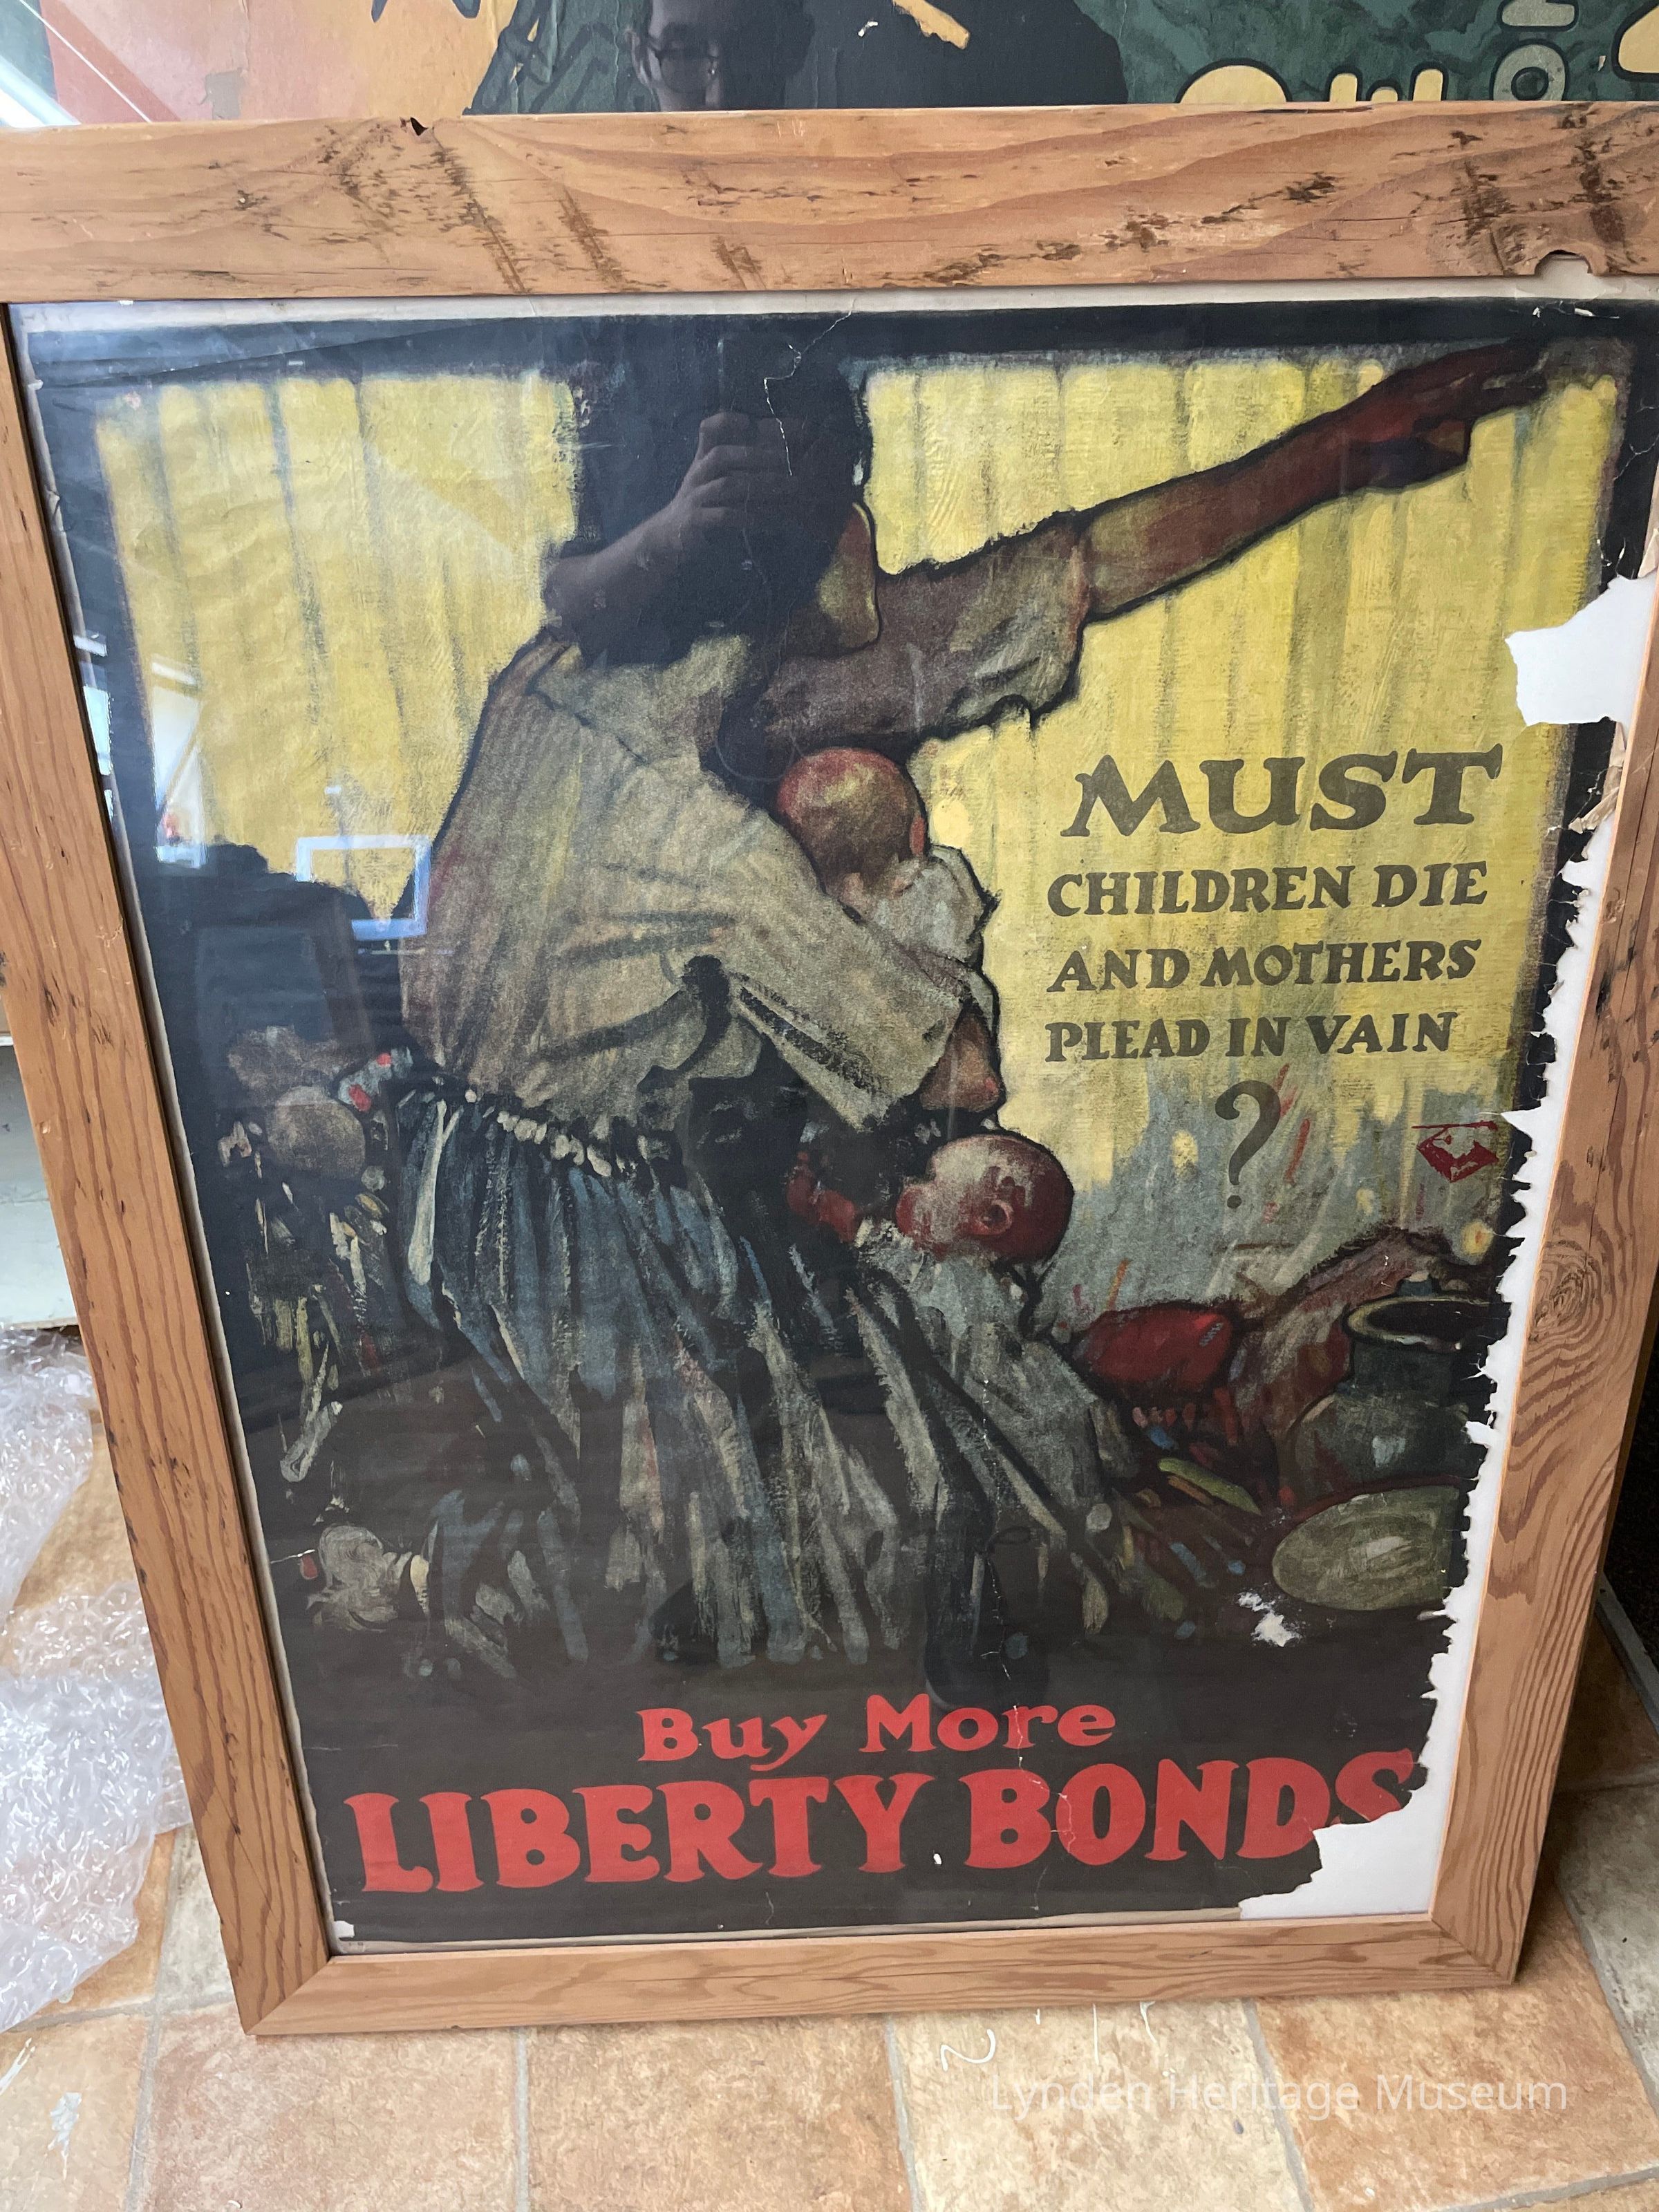 MUST
CHILDREN DIE
AND MOTHERS
PLEAD IN VAIN
?
Buy More
LIBERTY BONDS
Lynden Heritage Museum